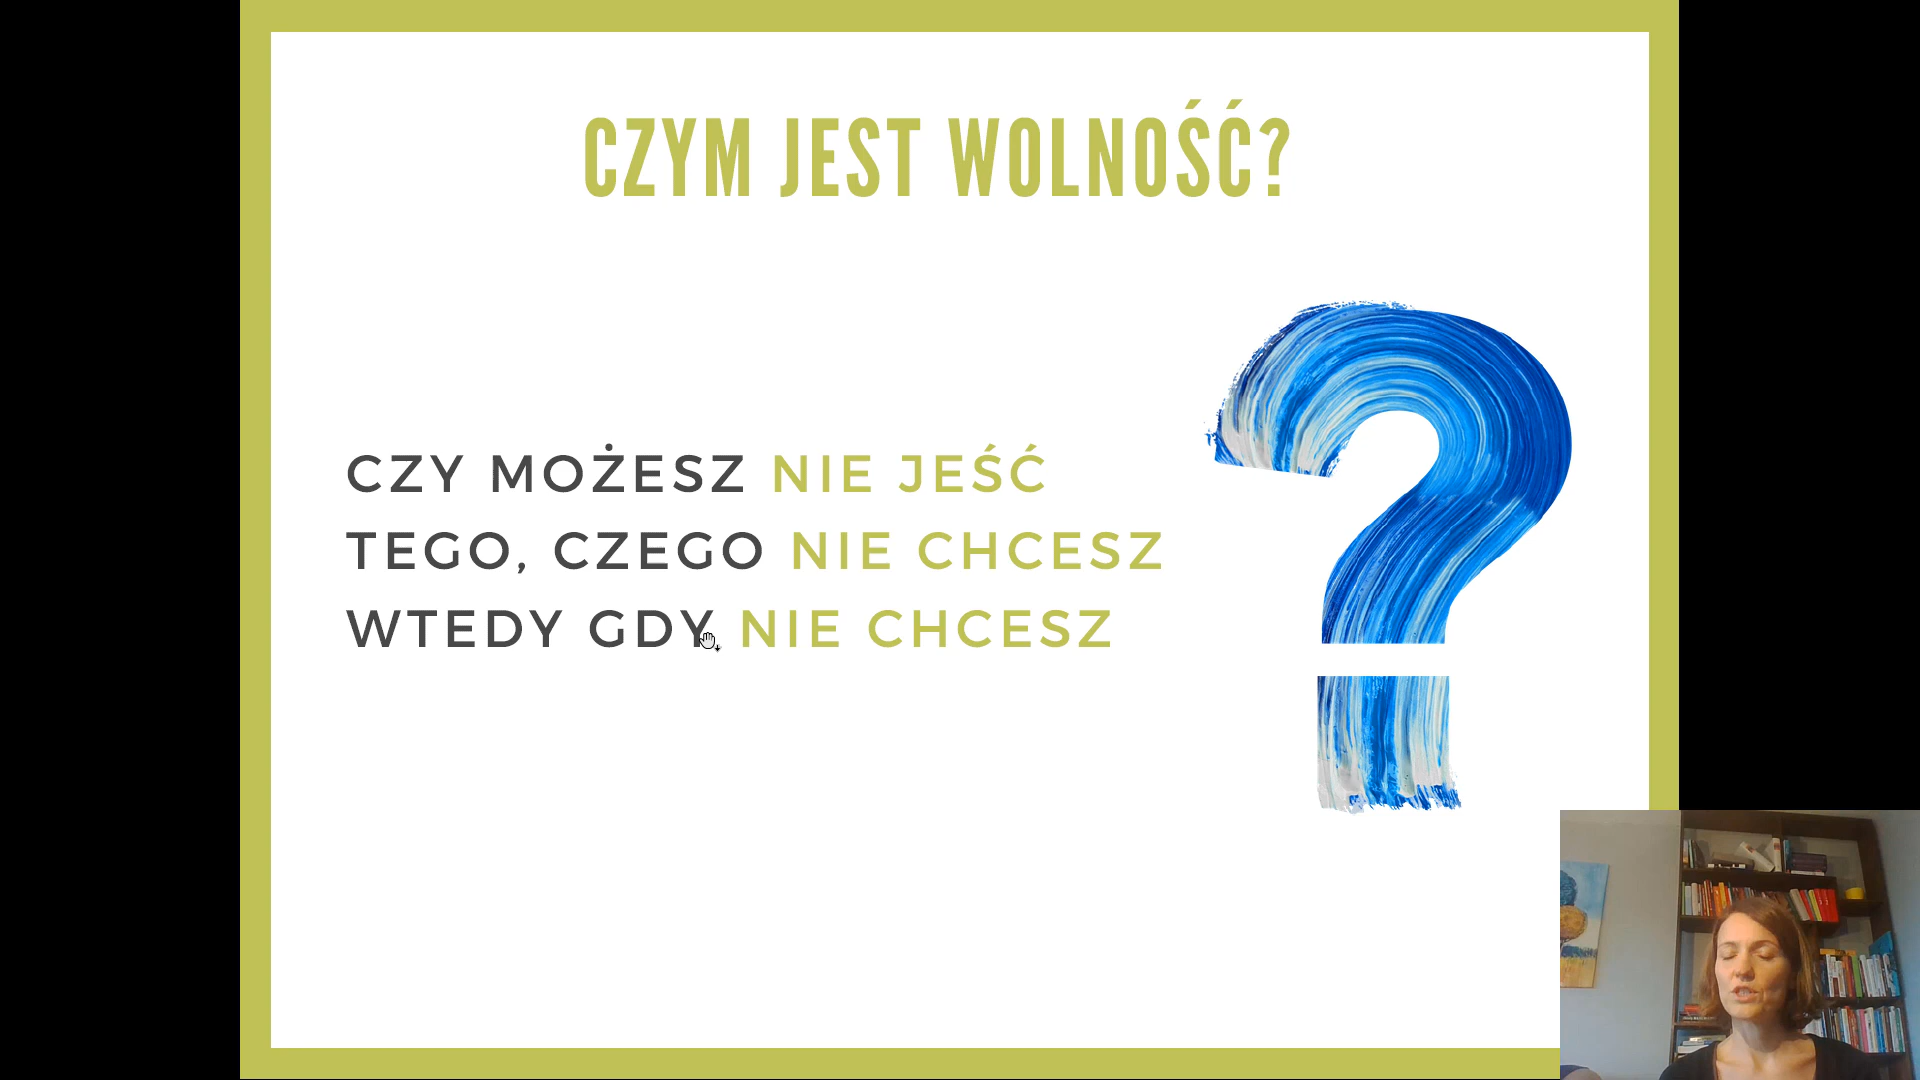 CZYM JEST WOLNOŚĆ?
CZY MOŻESZ NIE JEŚĆ
TEGO, CZEGO NIE CHCESZ
WTEDY GDY NIE CHCESZ